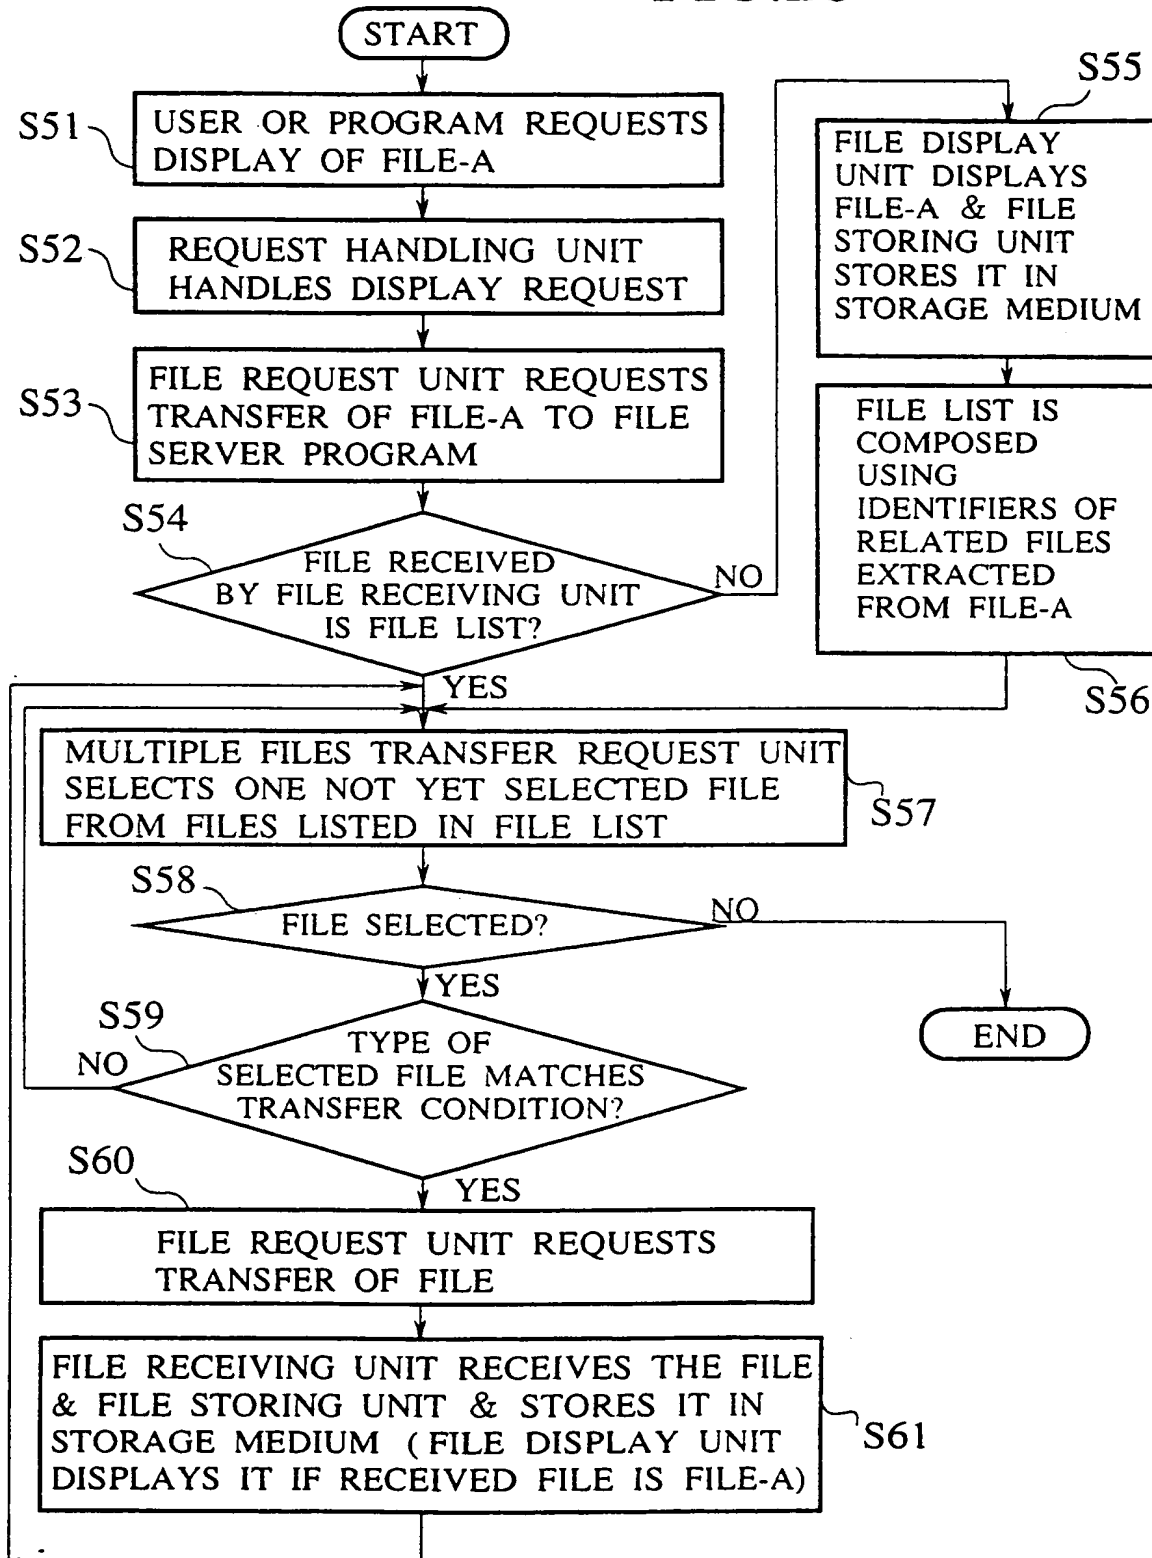 START
S51
USER OR PROGRAM REQUESTS
DISPLAY OF FILE-A
S52
REQUEST HANDLING UNIT
HANDLES DISPLAY REQUEST
S53
FILE REQUEST UNIT REQUESTS
TRANSFER OF FILE-A TO FILE
SERVER PROGRAM
S54
FILE RECEIVED
BY FILE RECEIVING UNIT
IS FILE LIST?
NO
YES
S55
FILE DISPLAY
UNIT DISPLAYS
FILE-A & FILE
STORING UNIT
STORES IT IN
STORAGE MEDIUM
FILE LIST IS
COMPOSED
USING
IDENTIFIERS OF
RELATED FILES
EXTRACTED
FROM FILE-A
S56
MULTIPLE FILES TRANSFER REQUEST UNIT
SELECTS ONE NOT YET SELECTED FILE
FROM FILES LISTED IN FILE LIST
S57
S58
FILE SELECTED?
NO
YES
END
S59
NO
TYPE OF
SELECTED FILE MATCHES
TRANSFER CONDITION?
YES
S60
FILE REQUEST UNIT REQUESTS
TRANSFER OF FILE
FILE RECEIVING UNIT RECEIVES THE FILE
& FILE STORING UNIT & STORES IT IN
STORAGE MEDIUM (FILE DISPLAY UNIT
DISPLAYS IT IF RECEIVED FILE IS FILE-A)
S61